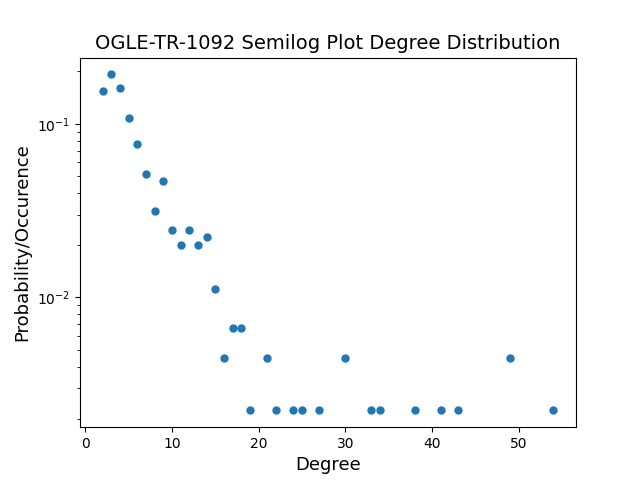 OGLE-TR-1092 Semilog Plot Degree Distribution
Probability/Occurence
10⁻¹
10⁻²
0 10 20 30 40 50
Degree